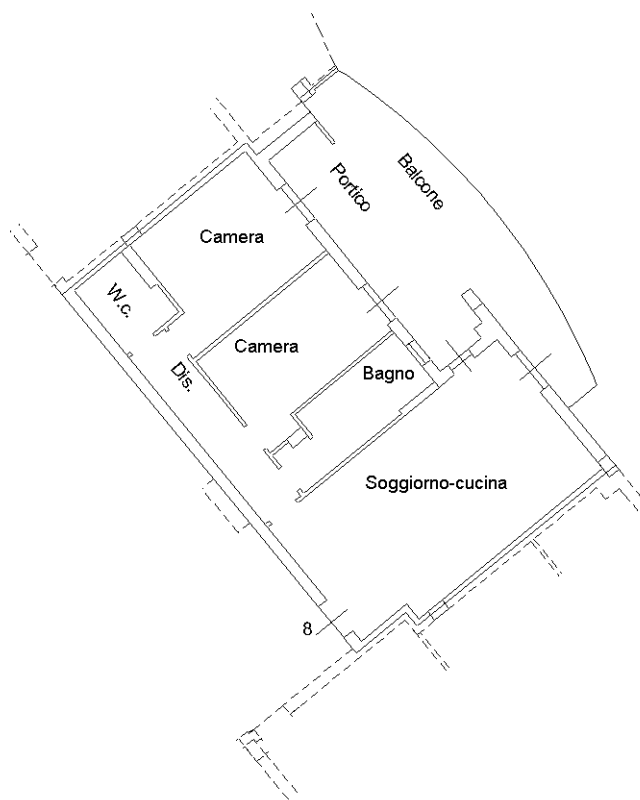 Balcone
Portico
Camera
W.c.
Camera
Dis.
Bagno
Soggiorno-cucina
8